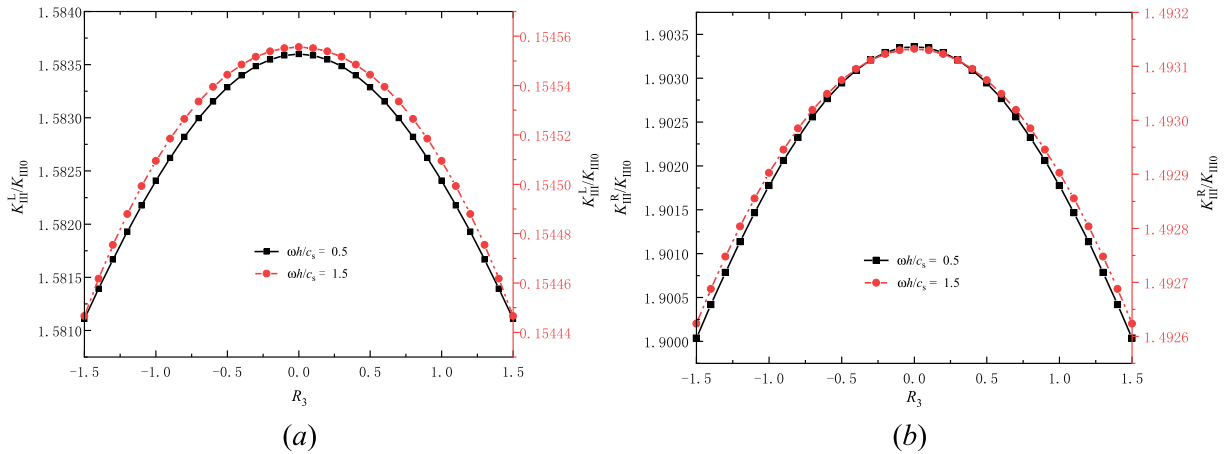 1.5840
1.5835
1.5830
1.5825
1.5820
1.5815
1.5810
K_III^L/K_III0
0.15456
0.15454
0.15452
0.15450
0.15448
0.15446
0.15444
K_III^L/K_III0
ωh/c_s = 0.5
ωh/c_s = 1.5
-1.5 -1.0 -0.5 0.0 0.5 1.0 1.5
R_3
(a)
1.9035
1.9030
1.9025
1.9020
1.9015
1.9010
1.9005
1.9000
K_III^R/K_III0
1.4932
1.4931
1.4930
1.4929
1.4928
1.4927
1.4926
K_III^R/K_III0
ωh/c_s = 0.5
ωh/c_s = 1.5
-1.5 -1.0 -0.5 0.0 0.5 1.0 1.5
R_3
(b)